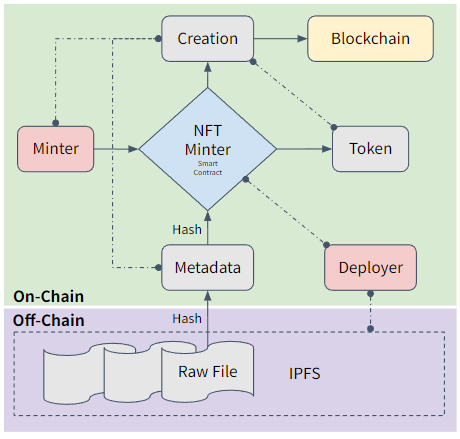 Creation
Blockchain
NFT
Minter
Smart
Contract
Minter
Token
Hash
Metadata
Deployer
On-Chain
Off-Chain
Hash
Raw File
IPFS